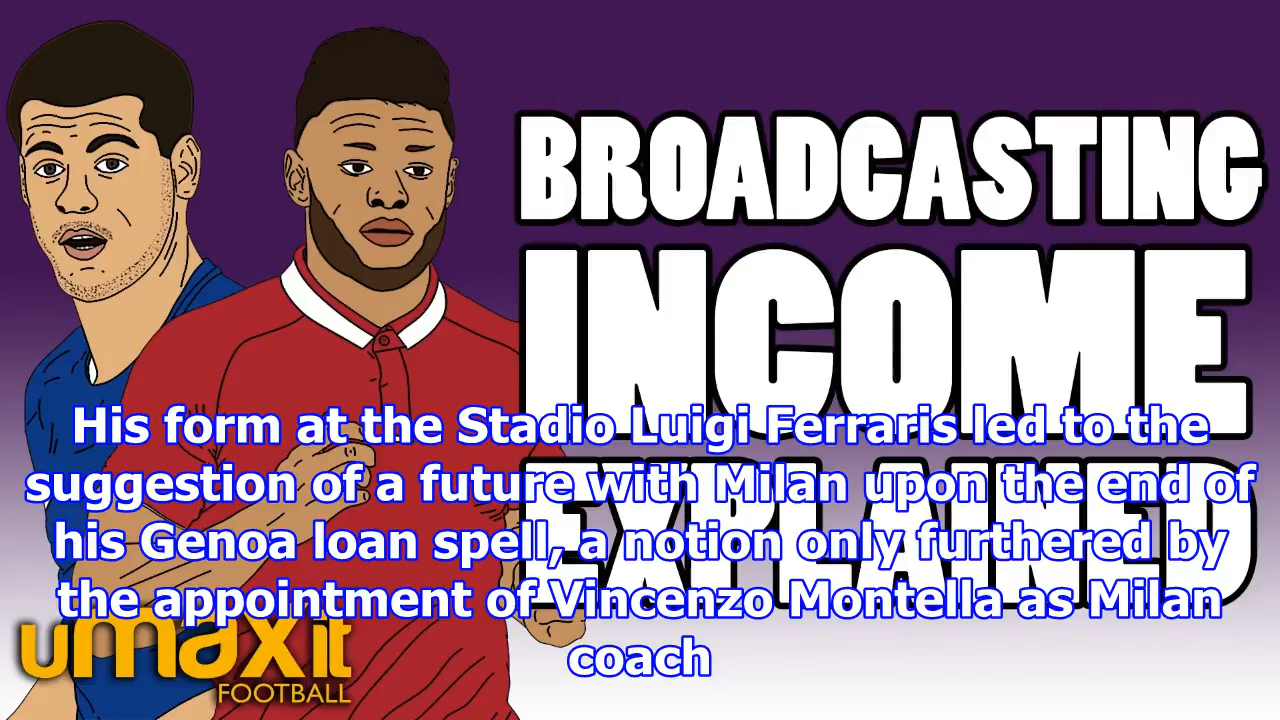 BROADCASTING
INCOME
EXPLAINED
His form at the Stadio Luigi Ferraris led to the
suggestion of a future with Milan upon the end of
his Genoa loan spell, a notion only furthered by
the appointment of Vincenzo Montella as Milan
coach
uMAXit
FOOTBALL